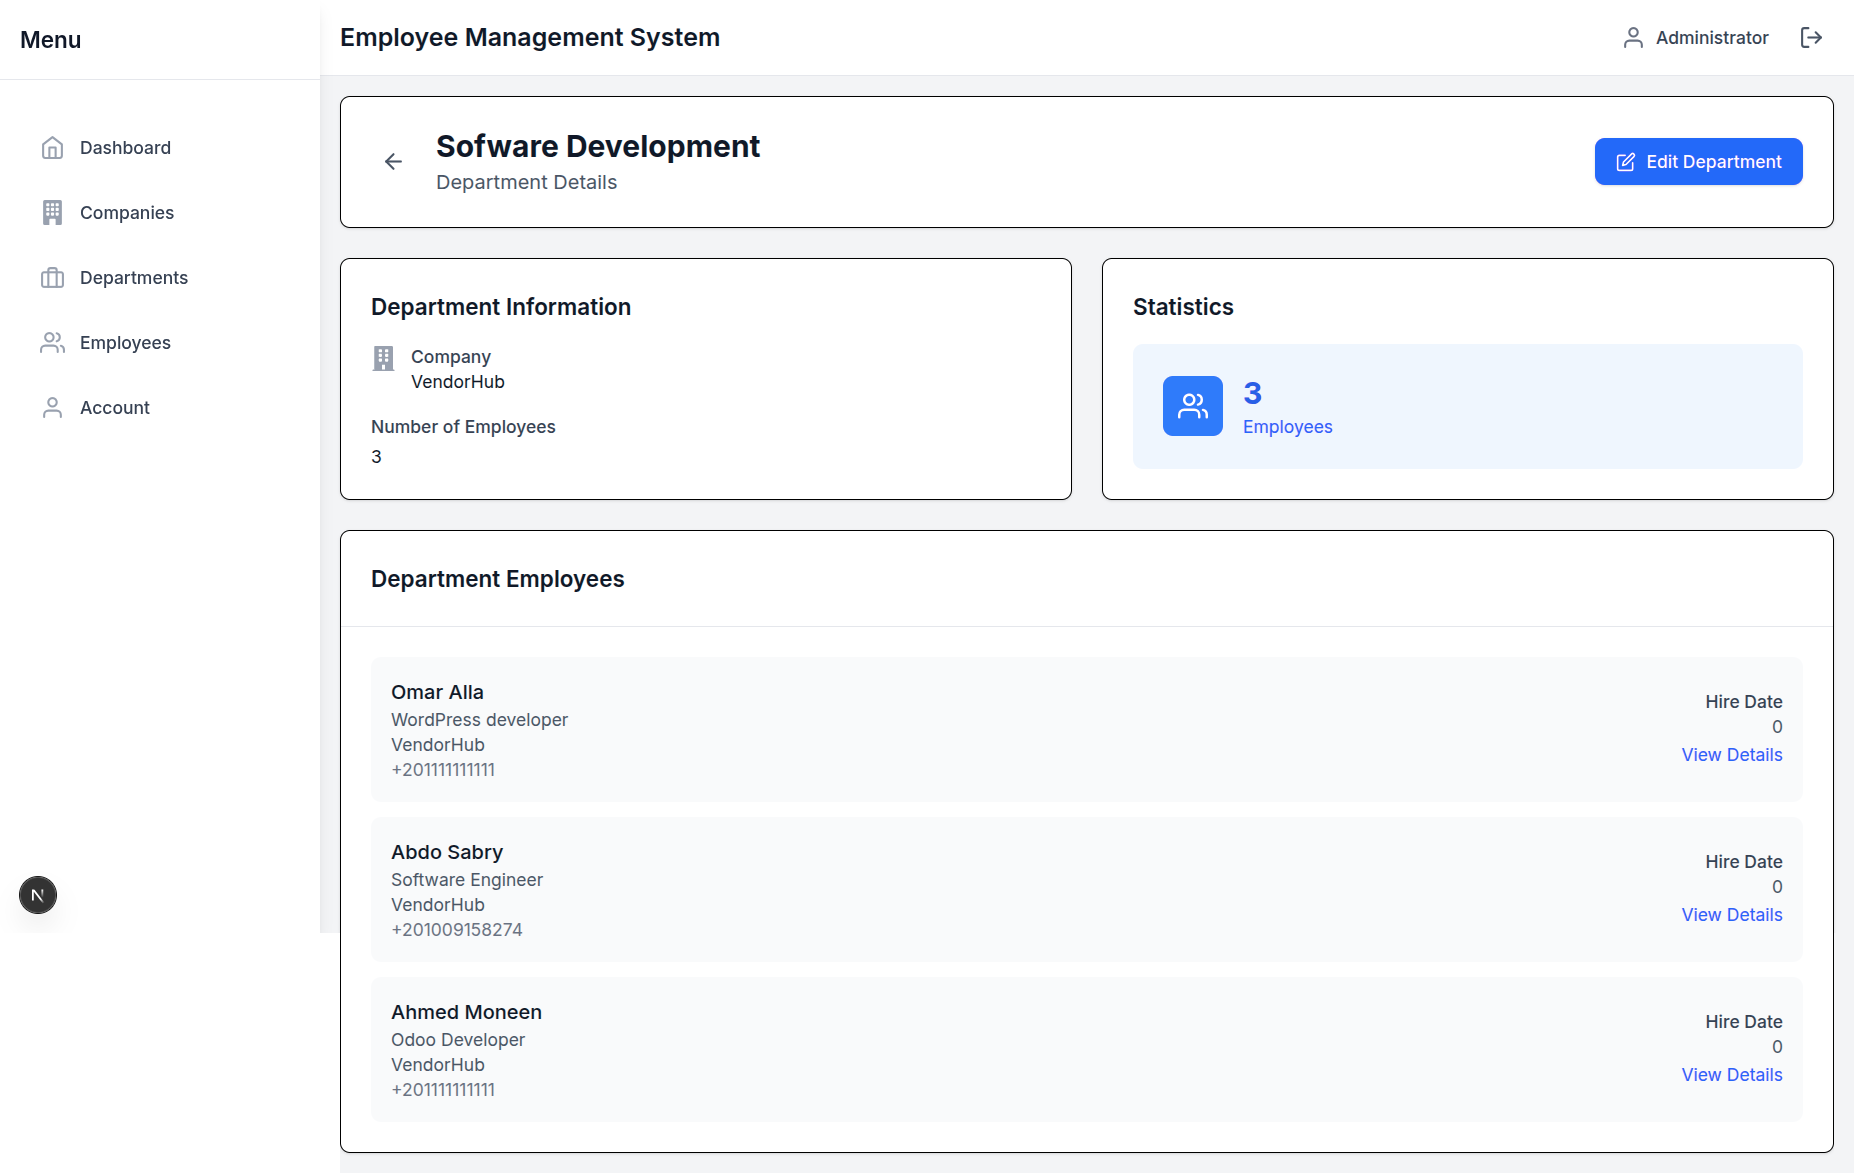 Menu
Employee Management System
Administrator
Dashboard
Companies
Departments
Employees
Account
Sofware Development
Department Details
Edit Department
Department Information
Company
VendorHub
Number of Employees
3
Statistics
3
Employees
Department Employees
Omar Alla
WordPress developer
VendorHub
+201111111111
Hire Date
0
View Details
Abdo Sabry
Software Engineer
VendorHub
+201009158274
Hire Date
0
View Details
Ahmed Moneen
Odoo Developer
VendorHub
+201111111111
Hire Date
0
View Details
N